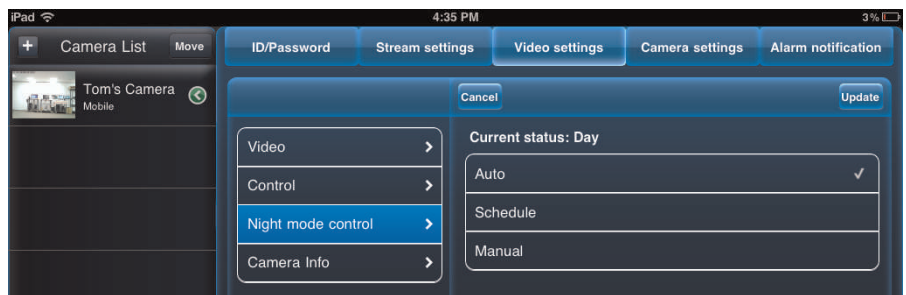 iPad 4:35 PM 3%
+ Camera List Move
ID/Password Stream settings Video settings Camera settings Alarm notification
Tom's Camera
Mobile
Cancel Update
Video
Control
Night mode control
Camera Info
Current status: Day
Auto
Schedule
Manual